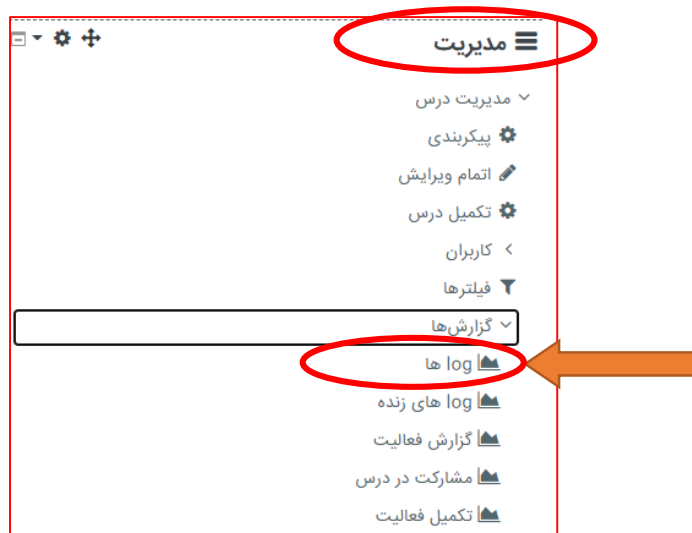 مدیریت
مدیریت درس
پیکربندی
اتمام ویرایش
تکمیل درس
کاربران
فیلترها
گزارش‌ها
log ها
log های زنده
گزارش فعالیت
مشارکت در درس
تکمیل فعالیت